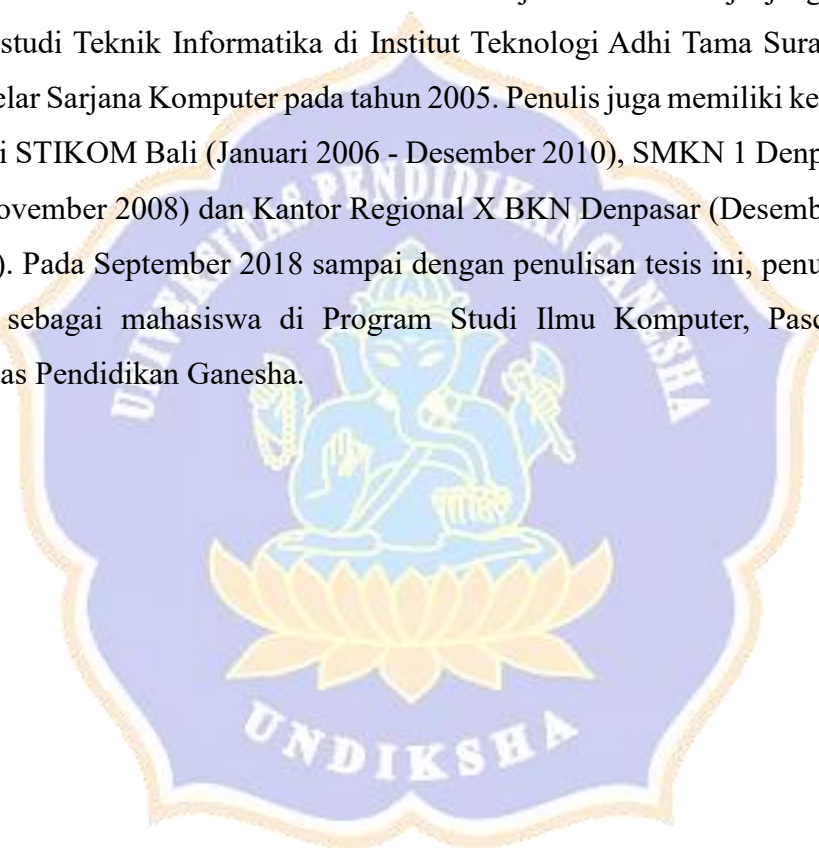 studi Teknik Informatika di Institut Teknologi Adhi Tama Sura
elar Sarjana Komputer pada tahun 2005. Penulis juga memiliki ke
i STIKOM Bali (Januari 2006 - Desember 2010), SMKN 1 Denp
ovember 2008) dan Kantor Regional X BKN Denpasar (Desemb
). Pada September 2018 sampai dengan penulisan tesis ini, penu
sebagai mahasiswa di Program Studi Ilmu Komputer, Pasc
as Pendidikan Ganesha.
UNIVERSITAS PENDIDIKAN GANESHA
UNDIKSHA